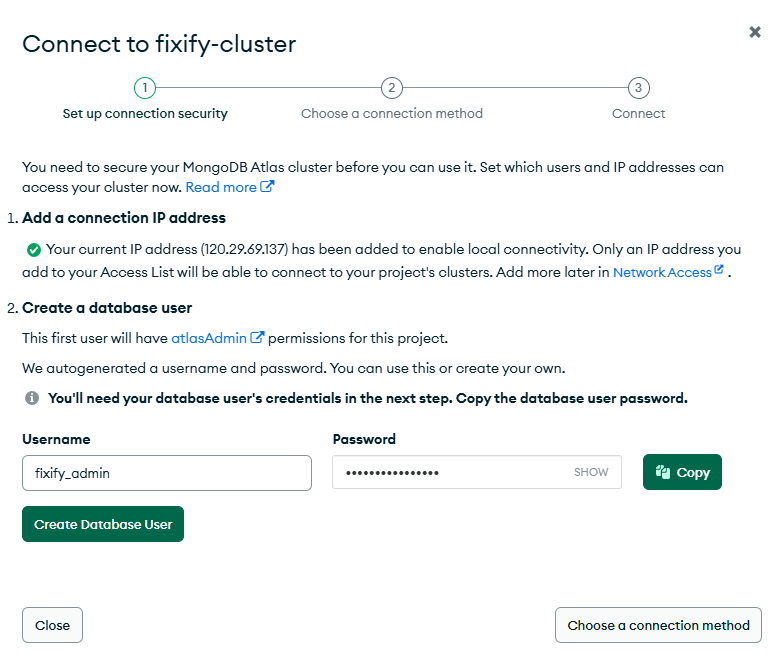 Connect to fixify-cluster
1
2
3
Set up connection security
Choose a connection method
Connect
You need to secure your MongoDB Atlas cluster before you can use it. Set which users and IP addresses can
access your cluster now. Read more
1. Add a connection IP address
Your current IP address (120.29.69.137) has been added to enable local connectivity. Only an IP address you
add to your Access List will be able to connect to your project's clusters. Add more later in Network Access .
2. Create a database user
This first user will have atlasAdmin permissions for this project.
We autogenerated a username and password. You can use this or create your own.
You'll need your database user's credentials in the next step. Copy the database user password.
Username
Password
fixify_admin
•••••••••••••••• SHOW
Copy
Create Database User
Close
Choose a connection method